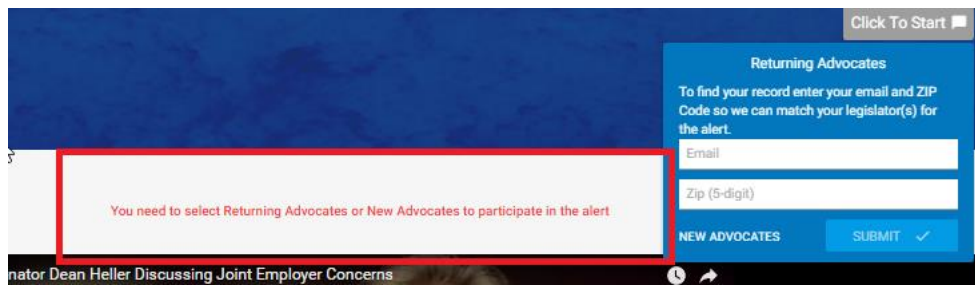 Click To Start
Returning Advocates
To find your record enter your email and ZIP
Code so we can match your legislator(s) for
the alert.
Email
Zip (5-digit)
You need to select Returning Advocates or New Advocates to participate in the alert
NEW ADVOCATES
SUBMIT
nator Dean Heller Discussing Joint Employer Concerns